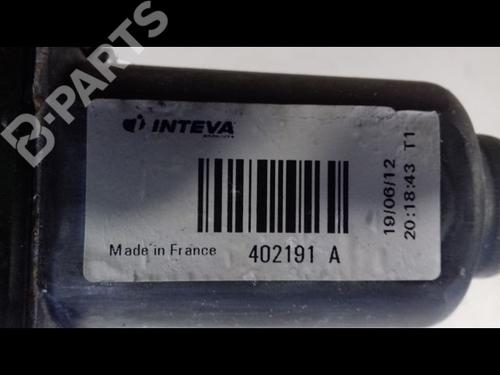 B-PARTS
INTEVA
Made in France
402191 A
19/06/12
20:18:43 T1